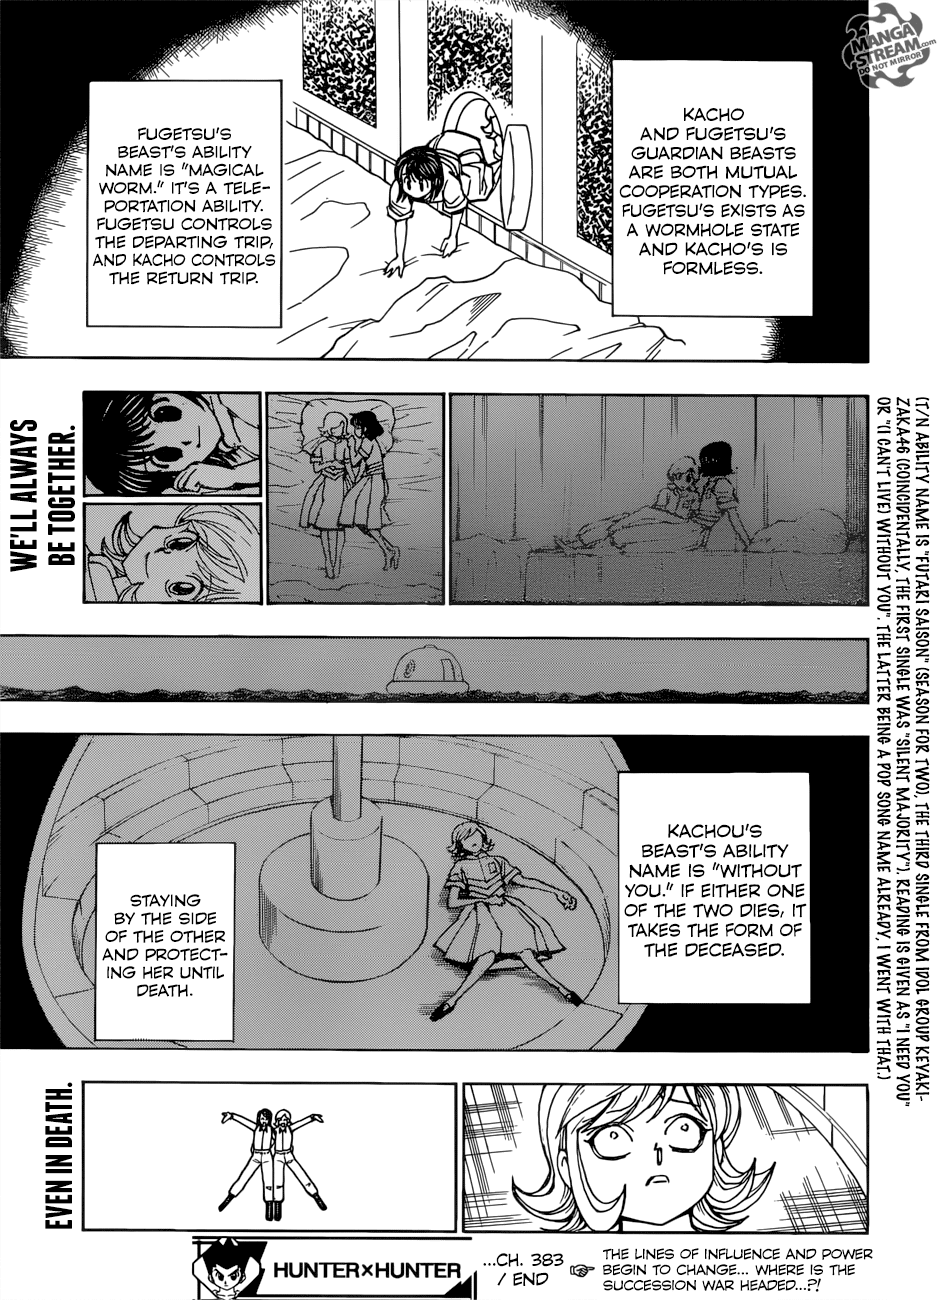 MANGA
STREAM.com
DO NOT MIRROR
KACHO
AND FUGETSU'S
GUARDIAN BEASTS
ARE BOTH MUTUAL
COOPERATION TYPES.
FUGETSU'S EXISTS AS
A WORMHOLE STATE
AND KACHO'S IS
FORMLESS.
FUGETSU'S
BEAST'S ABILITY
NAME IS "MAGICAL
WORM." IT'S A TELE-
PORTATION ABILITY.
FUGETSU CONTROLS
THE DEPARTING TRIP,
AND KACHO CONTROLS
THE RETURN TRIP.
(T/N ABILITY NAME IS "FUTARI SAISON" (SEASON FOR TWO), THE THIRD SINGLE FROM IDOL GROUP KEYAKI-
ZAKA46 (COINCIDENTALLY, THE FIRST SINGLE WAS "SILENT MAJORITY"). READING IS GIVEN AS "I NEED YOU"
OR "(I CAN'T LIVE) WITHOUT YOU". THE LATTER BEING A POP SONG NAME ALREADY, I WENT WITH THAT.)
WE'LL ALWAYS
BE TOGETHER.
KACHOU'S
BEAST'S ABILITY
NAME IS "WITHOUT
YOU." IF EITHER ONE
OF THE TWO DIES, IT
TAKES THE FORM OF
THE DECEASED.
STAYING
BY THE SIDE
OF THE OTHER
AND PROTECT-
ING HER UNTIL
DEATH.
EVEN IN DEATH.
HUNTER×HUNTER
...CH. 383
/ END
☞ THE LINES OF INFLUENCE AND POWER
BEGIN TO CHANGE... WHERE IS THE
SUCCESSION WAR HEADED...?!